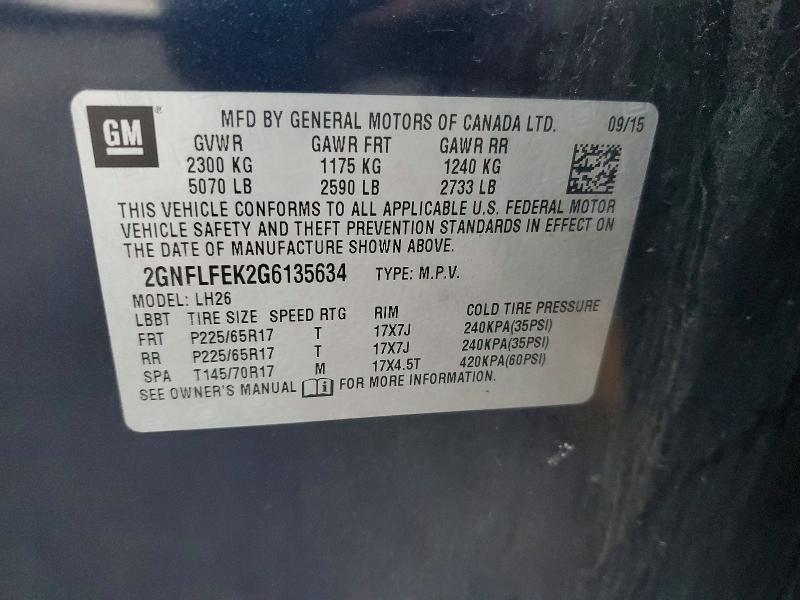 GM ®
MFD BY GENERAL MOTORS OF CANADA LTD. 09/15
GVWR GAWR FRT GAWR RR
2300 KG 1175 KG 1240 KG
5070 LB 2590 LB 2733 LB
THIS VEHICLE CONFORMS TO ALL APPLICABLE U.S. FEDERAL MOTOR
VEHICLE SAFETY AND THEFT PREVENTION STANDARDS IN EFFECT ON
THE DATE OF MANUFACTURE SHOWN ABOVE.
2GNFLFEK2G6135634 TYPE: M.P.V.
MODEL: LH26
LBBT TIRE SIZE SPEED RTG RIM COLD TIRE PRESSURE
FRT P225/65R17 T 17X7J 240KPA(35PSI)
RR P225/65R17 T 17X7J 240KPA(35PSI)
SPA T145/70R17 M 17X4.5T 420KPA(60PSI)
SEE OWNER'S MANUAL FOR MORE INFORMATION.